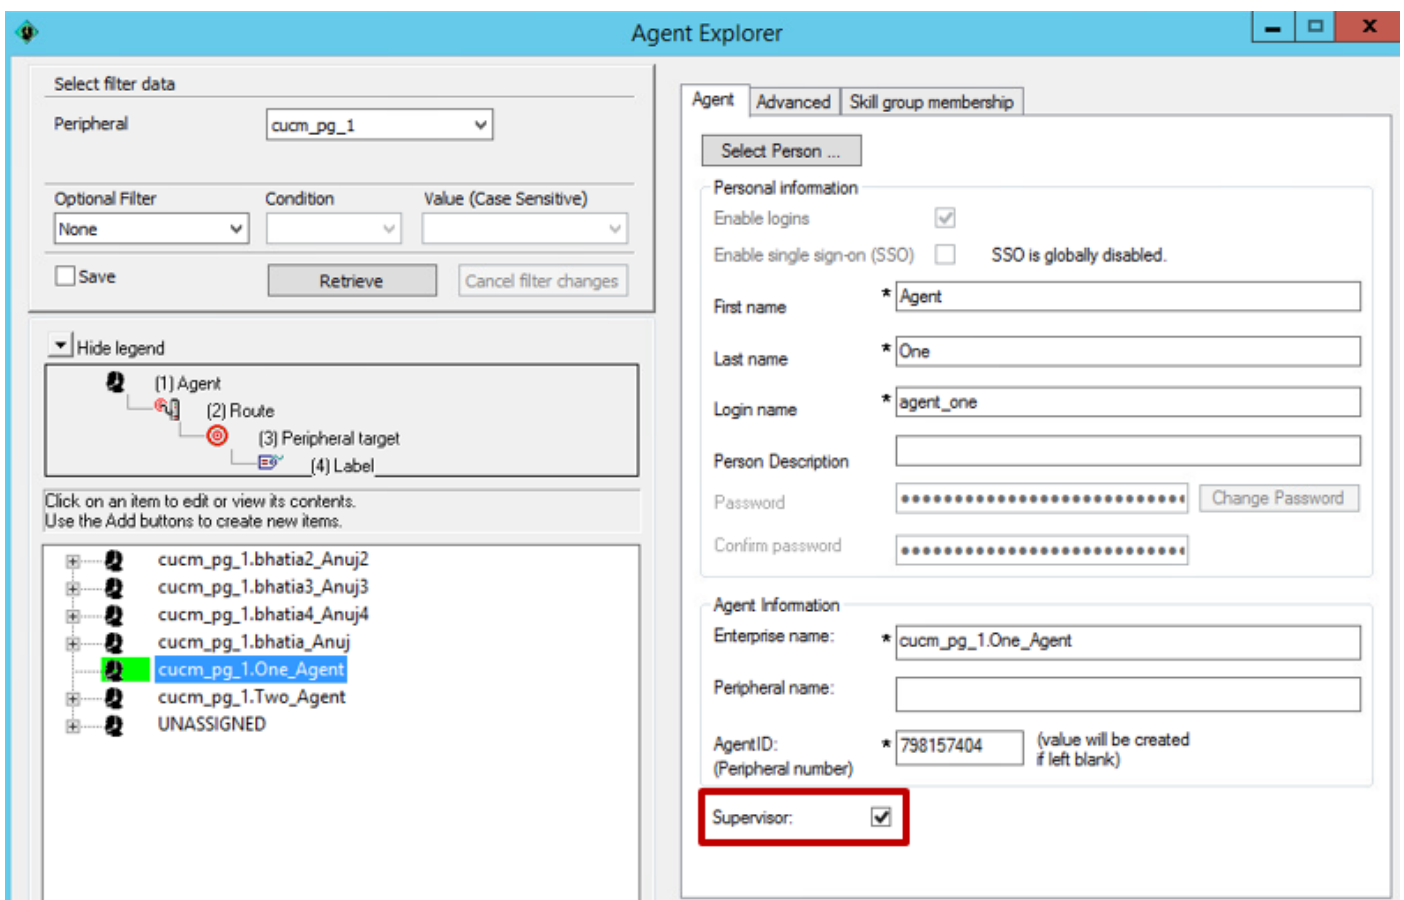 Agent Explorer
Select filter data
Peripheral
cucm_pg_1
Optional Filter
Condition
Value (Case Sensitive)
None
Save
Retrieve
Cancel filter changes
Hide legend
(1) Agent
(2) Route
(3) Peripheral target
(4) Label
Click on an item to edit or view its contents.
Use the Add buttons to create new items.
cucm_pg_1.bhatia2_Anuj2
cucm_pg_1.bhatia3_Anuj3
cucm_pg_1.bhatia4_Anuj4
cucm_pg_1.bhatia_Anuj
cucm_pg_1.One_Agent
cucm_pg_1.Two_Agent
UNASSIGNED
Agent
Advanced
Skill group membership
Select Person ...
Personal information
Enable logins
Enable single sign-on (SSO)
SSO is globally disabled.
First name
* Agent
Last name
* One
Login name
* agent_one
Person Description
Password
Change Password
Confirm password
Agent Information
Enterprise name:
* cucm_pg_1.One_Agent
Peripheral name:
AgentID:
(Peripheral number)
* 798157404
(value will be created
if left blank)
Supervisor: